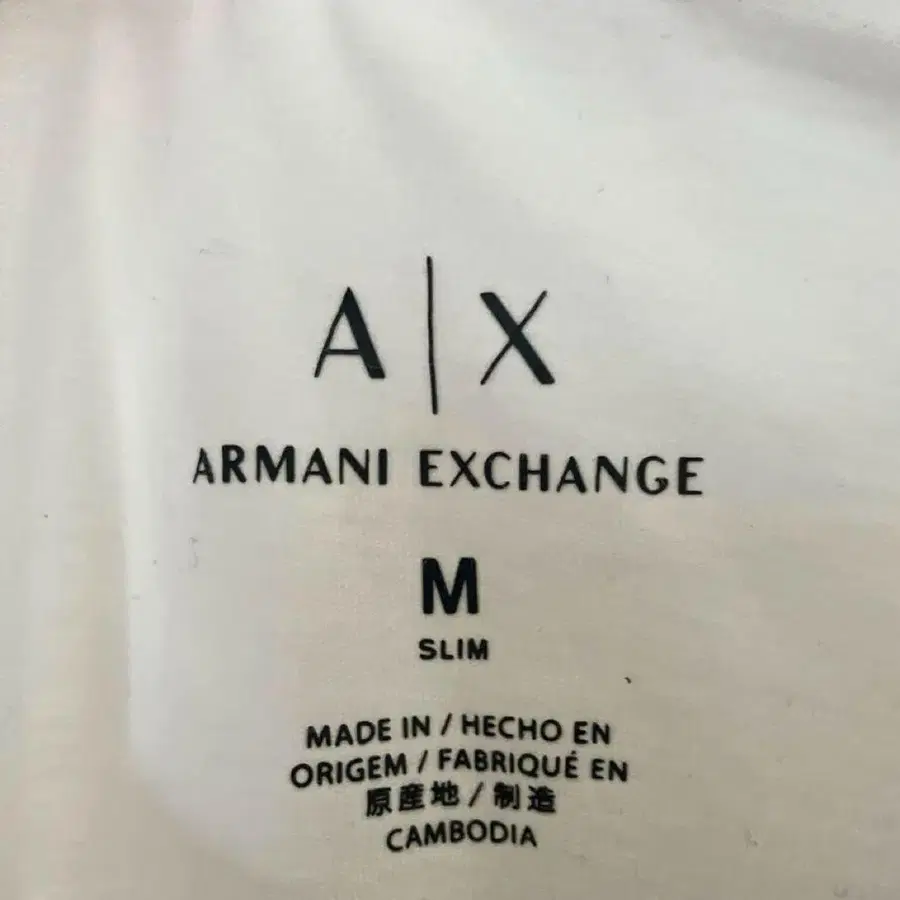 A|X
ARMANI EXCHANGE
M
SLIM
MADE IN / HECHO EN
ORIGEM / FABRIQUÉ EN
原産地 / 制造
CAMBODIA